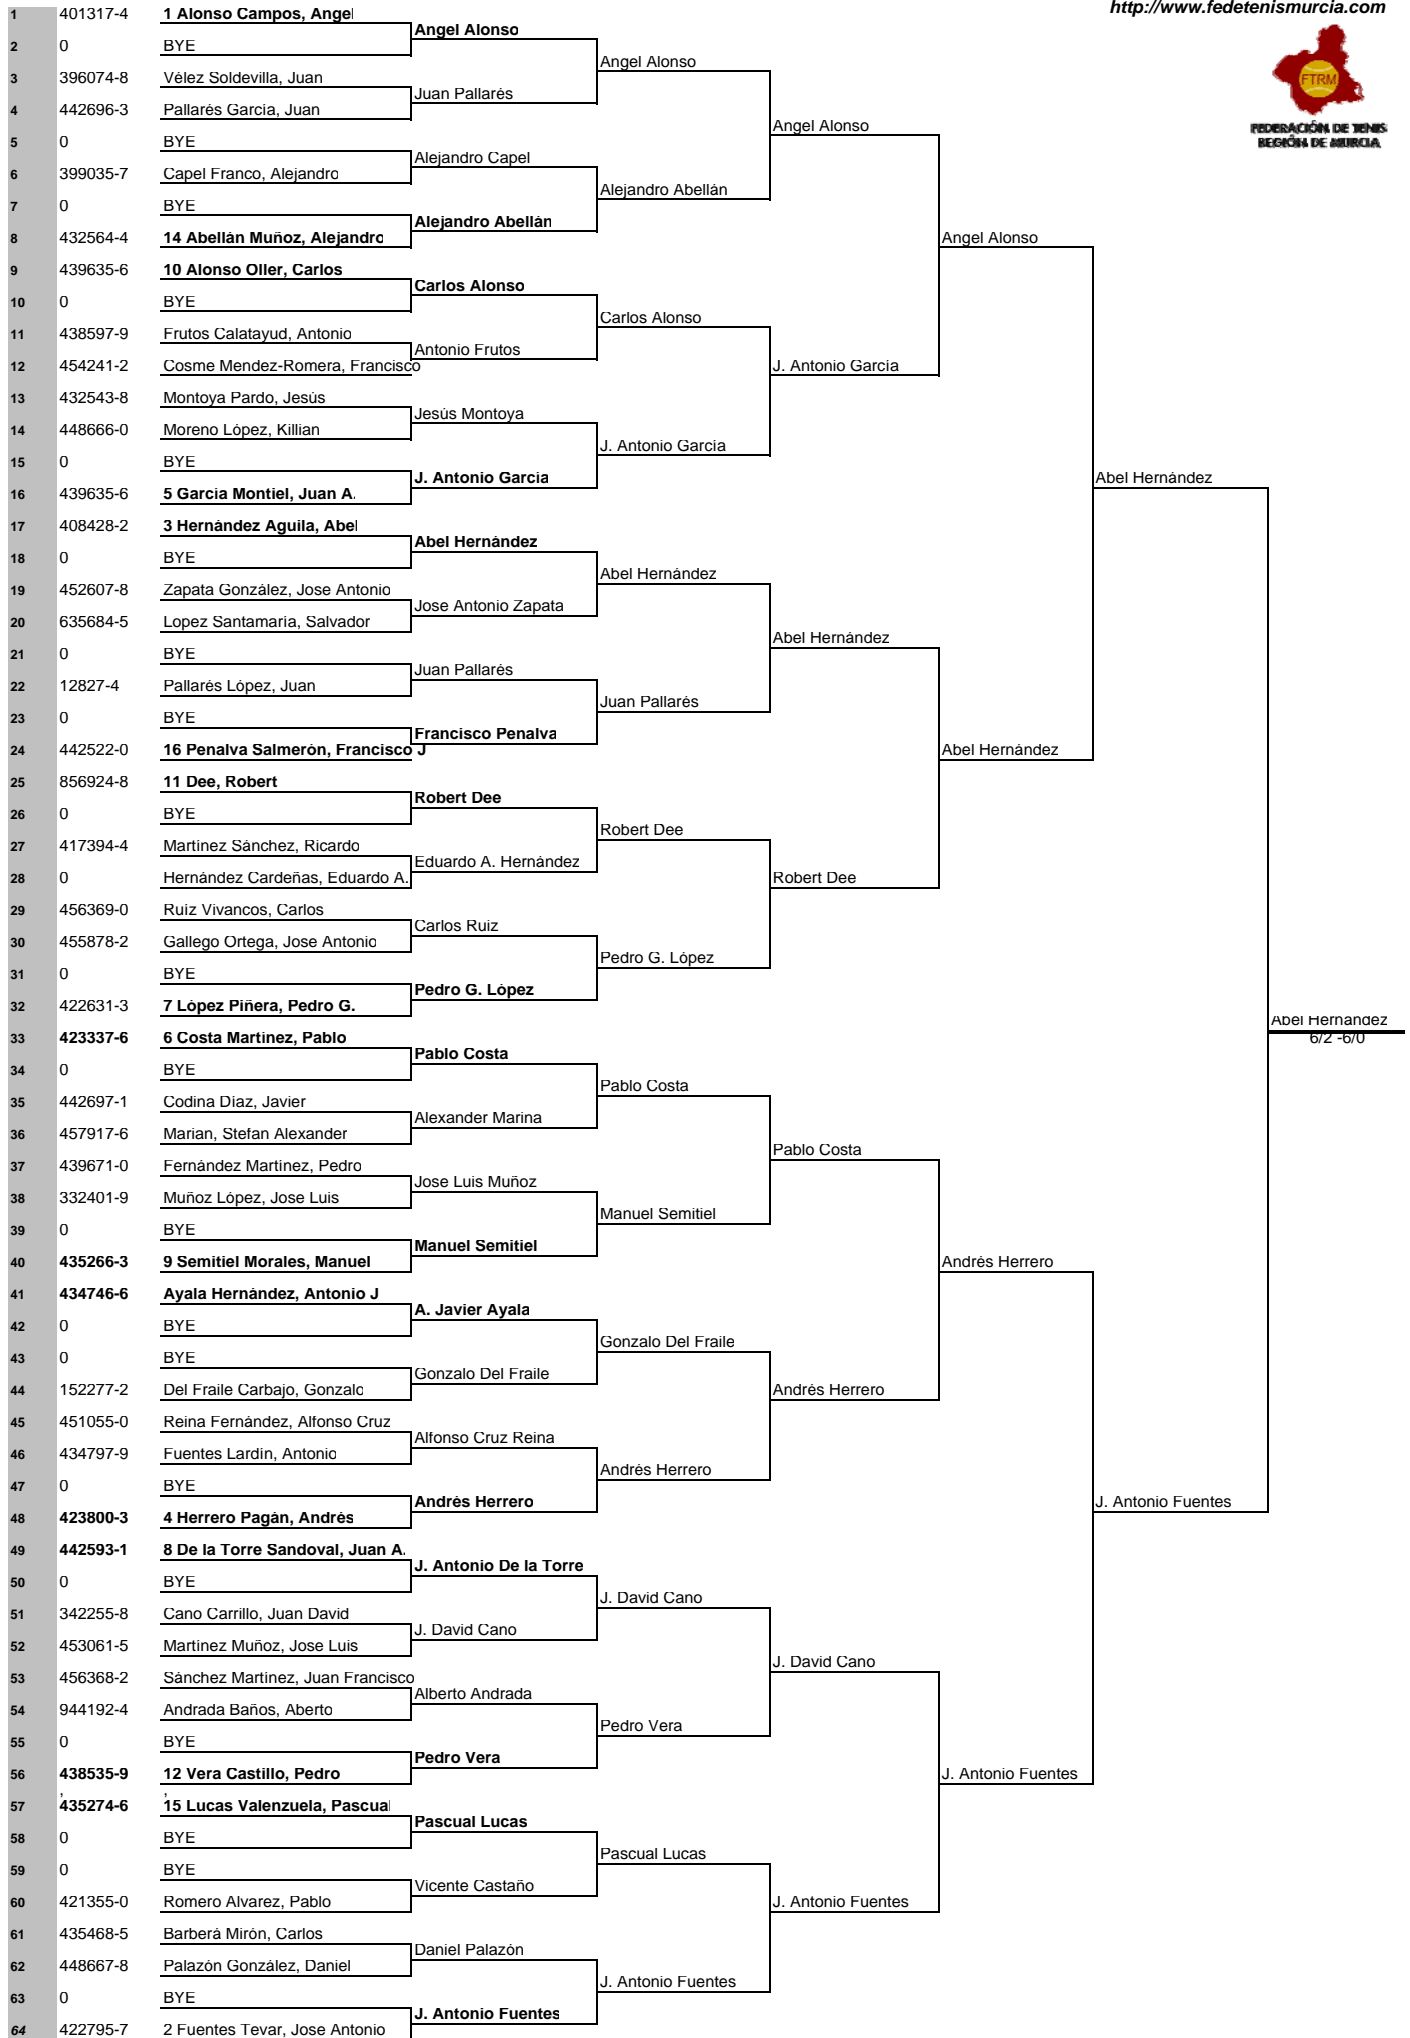 http://www.fedetenismurcia.com
FTRM
FEDERACIÓN DE TENIS
REGIÓN DE MURCIA
1 401317-4 1 Alonso Campos, Angel
Angel Alonso
2 0 BYE
Angel Alonso
3 396074-8 Vélez Soldevilla, Juan
Juan Pallarés
4 442696-3 Pallarés García, Juan
Angel Alonso
5 0 BYE
Alejandro Capel
6 399035-7 Capel Franco, Alejandro
Alejandro Abellán
7 0 BYE
Alejandro Abellán
8 432564-4 14 Abellán Muñoz, Alejandro
Angel Alonso
9 439635-6 10 Alonso Oller, Carlos
Carlos Alonso
10 0 BYE
Carlos Alonso
11 438597-9 Frutos Calatayud, Antonio
Antonio Frutos
12 454241-2 Cosme Mendez-Romera, Francisco
J. Antonio García
13 432543-8 Montoya Pardo, Jesús
Jesús Montoya
14 448666-0 Moreno López, Killian
J. Antonio García
15 0 BYE
J. Antonio García
16 439635-6 5 García Montiel, Juan A.
Abel Hernández
17 408428-2 3 Hernández Aguila, Abel
Abel Hernández
18 0 BYE
Abel Hernández
19 452607-8 Zapata González, Jose Antonio
Jose Antonio Zapata
20 635684-5 Lopez Santamaría, Salvador
Abel Hernández
21 0 BYE
Juan Pallarés
22 12827-4 Pallarés López, Juan
Juan Pallarés
23 0 BYE
Francisco Penalva
24 442522-0 16 Penalva Salmerón, Francisco J
Abel Hernández
25 856924-8 11 Dee, Robert
Robert Dee
26 0 BYE
Robert Dee
27 417394-4 Martínez Sánchez, Ricardo
Eduardo A. Hernández
28 0 Hernández Cardeñas, Eduardo A.
Robert Dee
29 456369-0 Ruíz Vivancos, Carlos
Carlos Ruiz
30 455878-2 Gallego Ortega, Jose Antonio
Pedro G. López
31 0 BYE
Pedro G. López
32 422631-3 7 López Piñera, Pedro G.
Abel Hernández
33 423337-6 6 Costa Martínez, Pablo
6/2 -6/0
Pablo Costa
34 0 BYE
Pablo Costa
35 442697-1 Codina Díaz, Javier
Alexander Marina
36 457917-6 Marian, Stefan Alexander
Pablo Costa
37 439671-0 Fernández Martínez, Pedro
Jose Luis Muñoz
38 332401-9 Muñoz López, Jose Luis
Manuel Semitiel
39 0 BYE
Manuel Semitiel
40 435266-3 9 Semitiel Morales, Manuel
Andrés Herrero
41 434746-6 Ayala Hernández, Antonio J
A. Javier Ayala
42 0 BYE
Gonzalo Del Fraile
43 0 BYE
Gonzalo Del Fraile
44 152277-2 Del Fraile Carbajo, Gonzalo
Andrés Herrero
45 451055-0 Reina Fernández, Alfonso Cruz
Alfonso Cruz Reina
46 434797-9 Fuentes Lardín, Antonio
Andrés Herrero
47 0 BYE
Andrés Herrero
J. Antonio Fuentes
48 423800-3 4 Herrero Pagán, Andrés
49 442593-1 8 De la Torre Sandoval, Juan A.
J. Antonio De la Torre
50 0 BYE
J. David Cano
51 342255-8 Cano Carrillo, Juan David
J. David Cano
52 453061-5 Martínez Muñoz, Jose Luis
J. David Cano
53 456368-2 Sánchez Martínez, Juan Francisco
Alberto Andrada
54 944192-4 Andrada Baños, Aberto
Pedro Vera
55 0 BYE
Pedro Vera
56 438535-9 12 Vera Castillo, Pedro
J. Antonio Fuentes
, ,
57 435274-6 15 Lucas Valenzuela, Pascual
Pascual Lucas
58 0 BYE
Pascual Lucas
59 0 BYE
Vicente Castaño
60 421355-0 Romero Alvarez, Pablo
J. Antonio Fuentes
61 435468-5 Barberá Mirón, Carlos
Daniel Palazón
62 448667-8 Palazón González, Daniel
J. Antonio Fuentes
63 0 BYE
J. Antonio Fuentes
64 422795-7 2 Fuentes Tevar, Jose Antonio